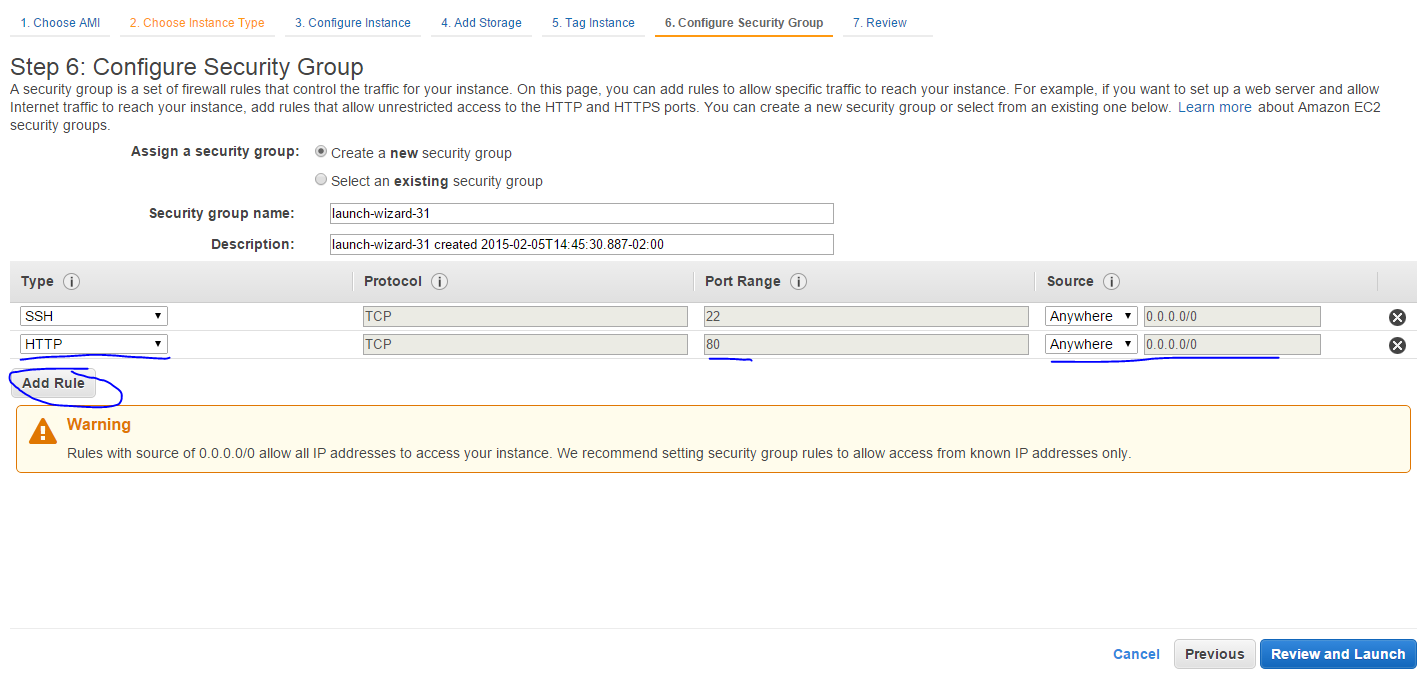 1. Choose AMI 2. Choose Instance Type 3. Configure Instance 4. Add Storage 5. Tag Instance 6. Configure Security Group 7. Review
Step 6: Configure Security Group
A security group is a set of firewall rules that control the traffic for your instance. On this page, you can add rules to allow specific traffic to reach your instance. For example, if you want to set up a web server and allow
Internet traffic to reach your instance, add rules that allow unrestricted access to the HTTP and HTTPS ports. You can create a new security group or select from an existing one below. Learn more about Amazon EC2
security groups.
Assign a security group: Create a new security group
Select an existing security group
Security group name: launch-wizard-31
Description: launch-wizard-31 created 2015-02-05T14:45:30.887-02:00
Type i Protocol i Port Range i Source i
SSH TCP 22 Anywhere 0.0.0.0/0
HTTP TCP 80 Anywhere 0.0.0.0/0
Add Rule
Warning
Rules with source of 0.0.0.0/0 allow all IP addresses to access your instance. We recommend setting security group rules to allow access from known IP addresses only.
Cancel Previous Review and Launch